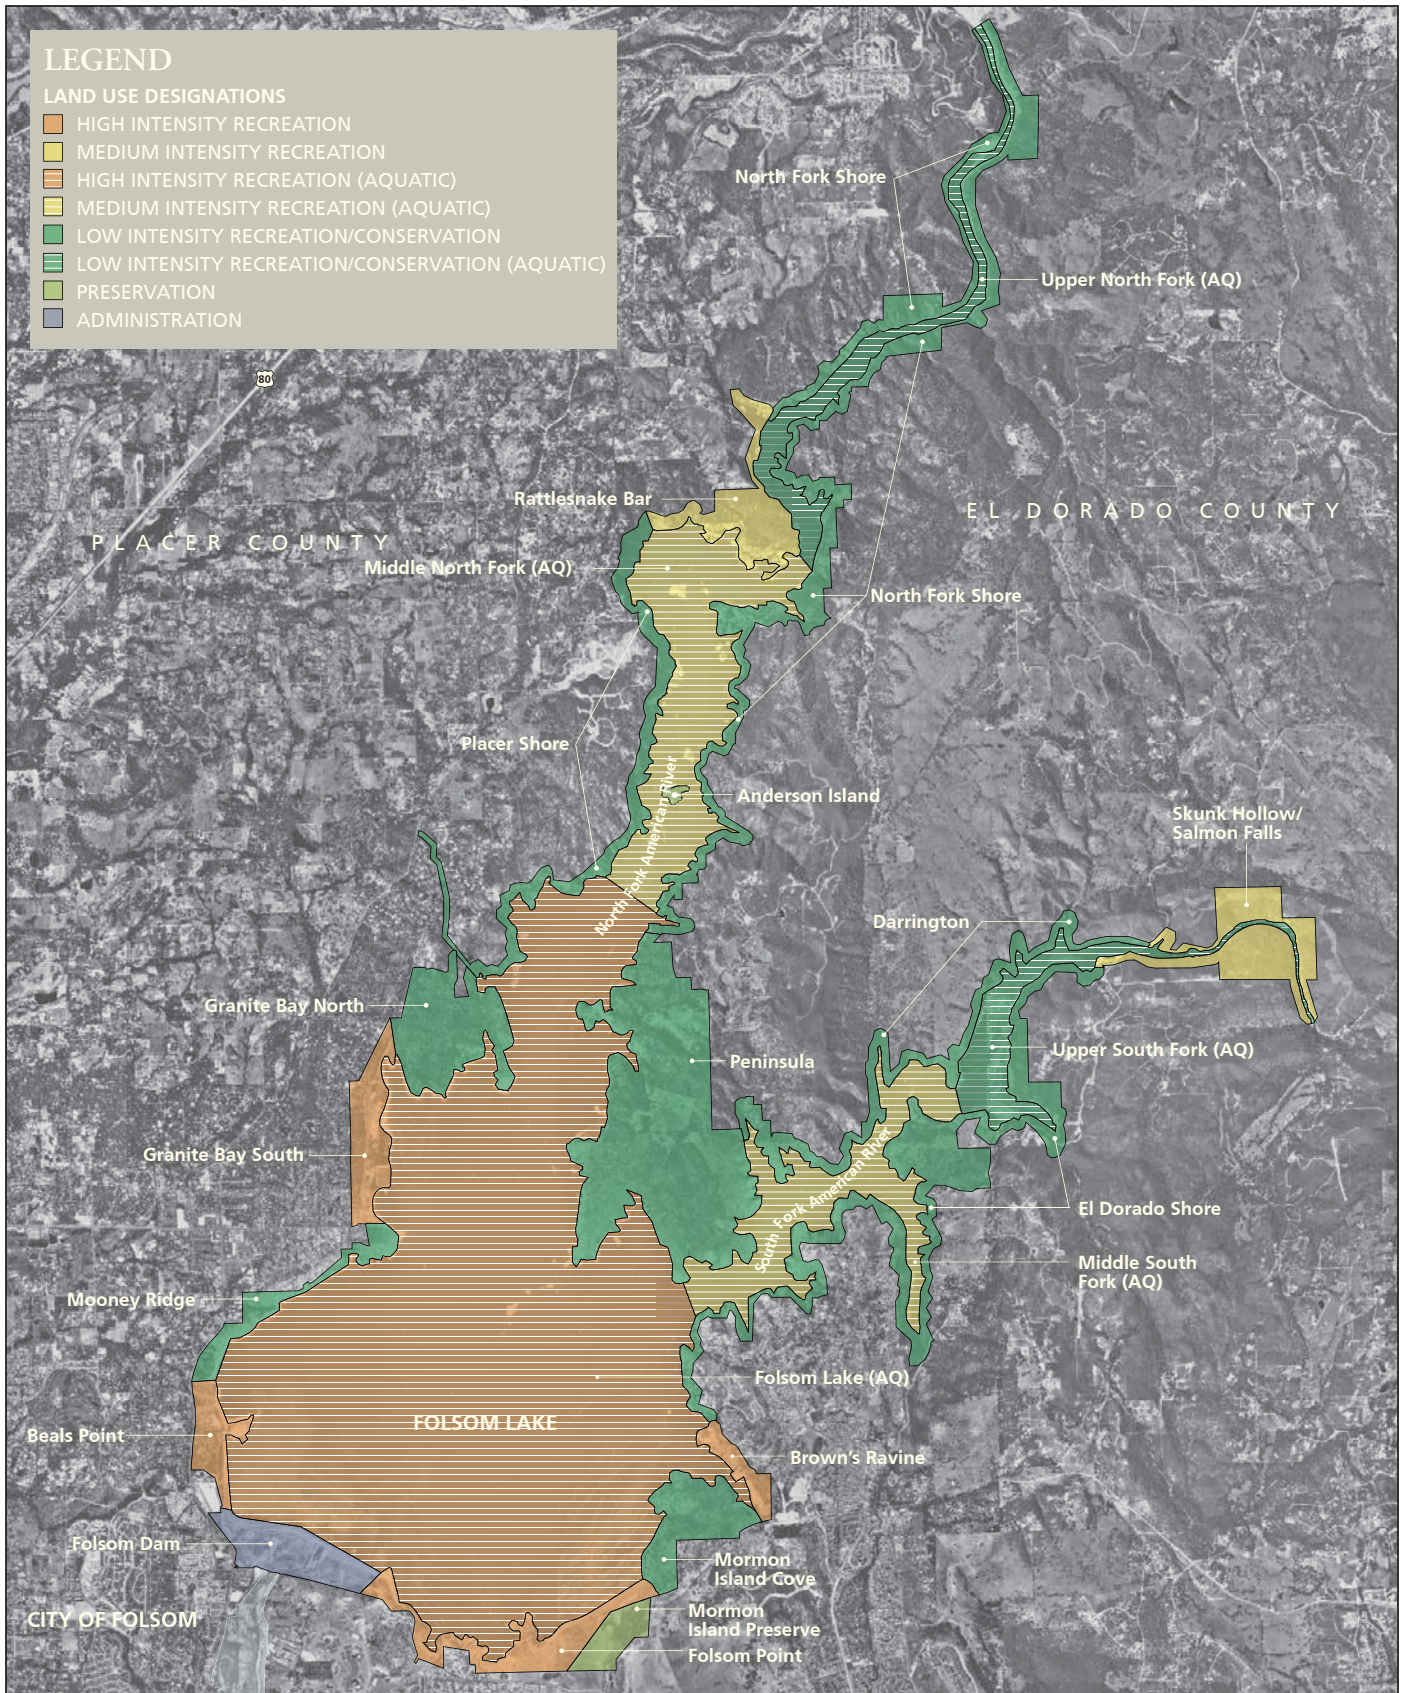 LEGEND
LAND USE DESIGNATIONS
HIGH INTENSITY RECREATION
MEDIUM INTENSITY RECREATION
HIGH INTENSITY RECREATION (AQUATIC)
MEDIUM INTENSITY RECREATION (AQUATIC)
LOW INTENSITY RECREATION/CONSERVATION
LOW INTENSITY RECREATION/CONSERVATION (AQUATIC)
PRESERVATION
ADMINISTRATION
North Fork Shore
Upper North Fork (AQ)
80
Rattlesnake Bar
EL DORADO COUNTY
PLACER COUNTY
Middle North Fork (AQ)
North Fork Shore
Placer Shore
North Fork American River
Anderson Island
Skunk Hollow/
Salmon Falls
Darrington
Granite Bay North
Upper South Fork (AQ)
Peninsula
Granite Bay South
South Fork American River
El Dorado Shore
Middle South
Fork (AQ)
Mooney Ridge
Folsom Lake (AQ)
FOLSOM LAKE
Beals Point
Brown's Ravine
Folsom Dam
Mormon
Island Cove
CITY OF FOLSOM
Mormon
Island Preserve
Folsom Point